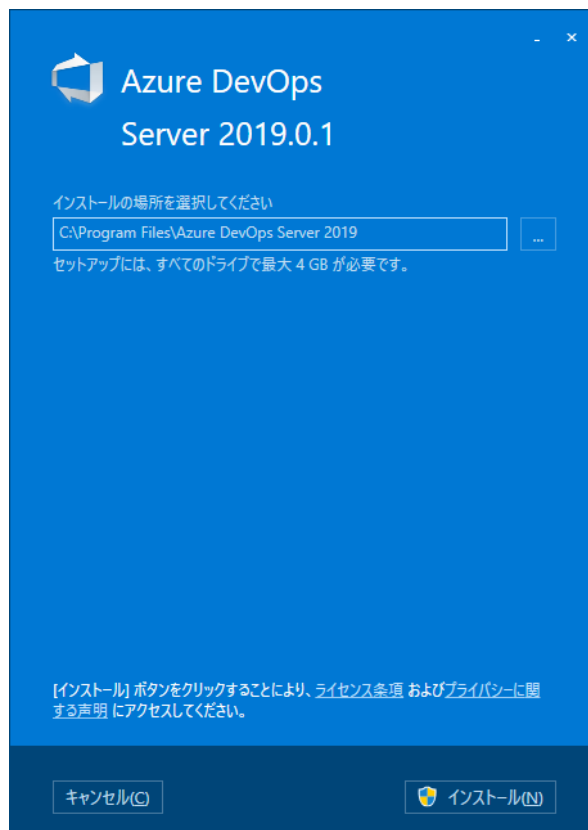 Azure DevOps
Server 2019.0.1
インストールの場所を選択してください
C:\Program Files\Azure DevOps Server 2019
...
セットアップには、すべてのドライブで最大 4 GB が必要です。
[インストール] ボタンをクリックすることにより、ライセンス条項 およびプライバシーに関
する声明 にアクセスしてください。
キャンセル(C)
インストール(N)